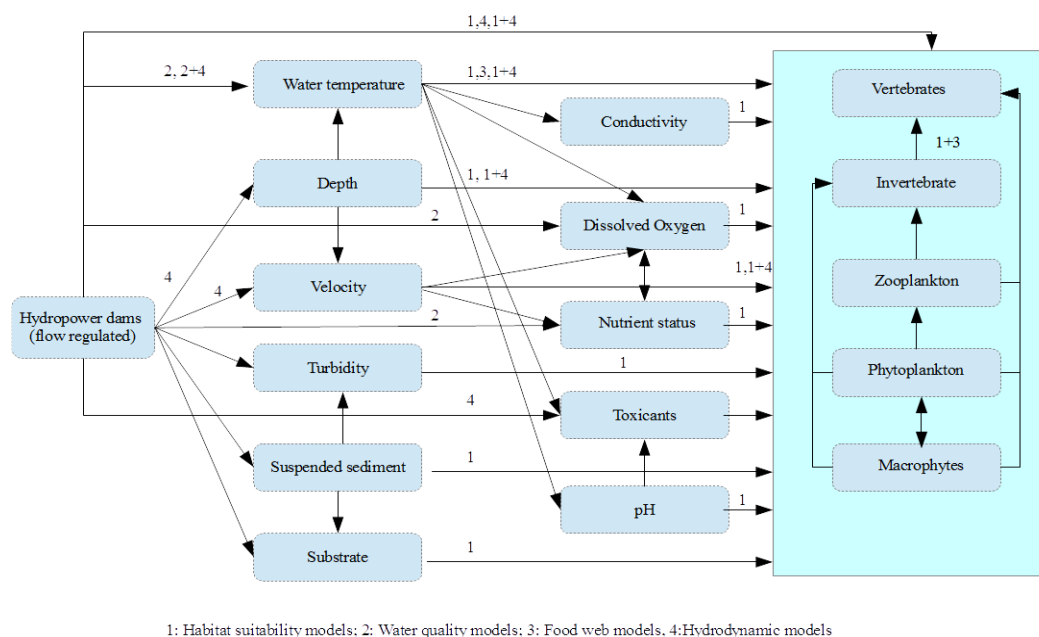 1,4,1+4
2, 2+4
Water temperature
1,3,1+4
Vertebrates
Conductivity
1
1+3
Depth
1, 1+4
Invertebrate
2
Dissolved Oxygen
1
4
4
Velocity
1,1+4
Zooplankton
Hydropower dams
(flow regulated)
2
Nutrient status
1
Turbidity
1
Phytoplankton
4
Toxicants
Suspended sediment
1
Macrophytes
pH
1
Substrate
1
1: Habitat suitability models; 2: Water quality models; 3: Food web models, 4:Hydrodynamic models